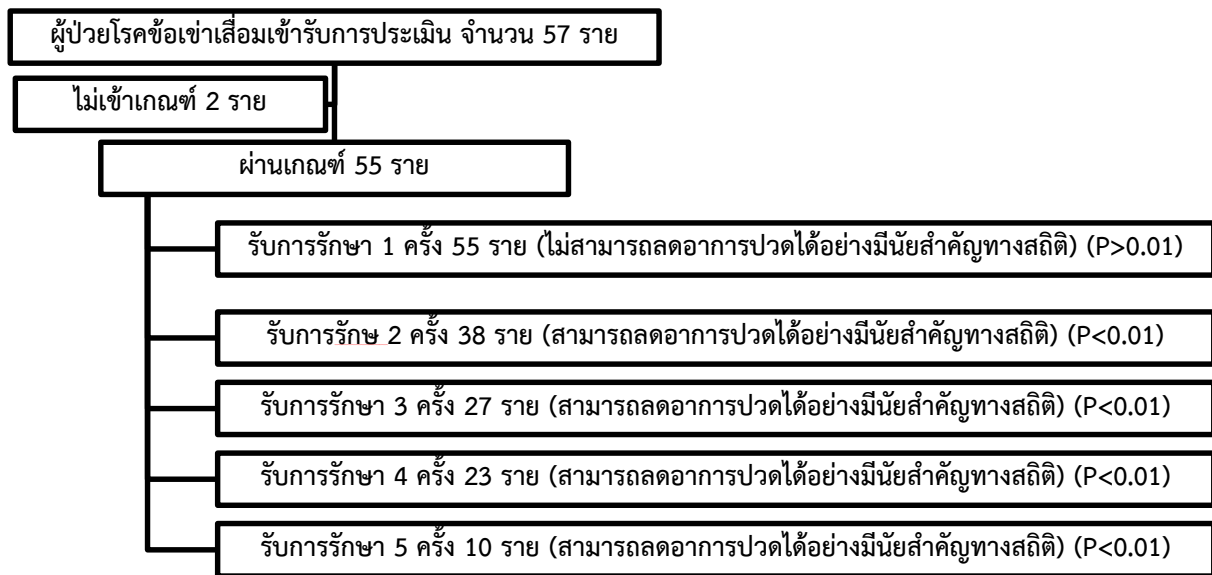 ผู้ป่วยโรคข้อเข่าเสื่อมเข้ารับการประเมิน จำนวน 57 ราย
ไม่เข้าเกณฑ์ 2 ราย
ผ่านเกณฑ์ 55 ราย
รับการรักษา 1 ครั้ง 55 ราย (ไม่สามารถลดอาการปวดได้อย่างมีนัยสำคัญทางสถิติ) (P>0.01)
รับการรักษ 2 ครั้ง 38 ราย (สามารถลดอาการปวดได้อย่างมีนัยสำคัญทางสถิติ) (P<0.01)
รับการรักษา 3 ครั้ง 27 ราย (สามารถลดอาการปวดได้อย่างมีนัยสำคัญทางสถิติ) (P<0.01)
รับการรักษา 4 ครั้ง 23 ราย (สามารถลดอาการปวดได้อย่างมีนัยสำคัญทางสถิติ) (P<0.01)
รับการรักษา 5 ครั้ง 10 ราย (สามารถลดอาการปวดได้อย่างมีนัยสำคัญทางสถิติ) (P<0.01)